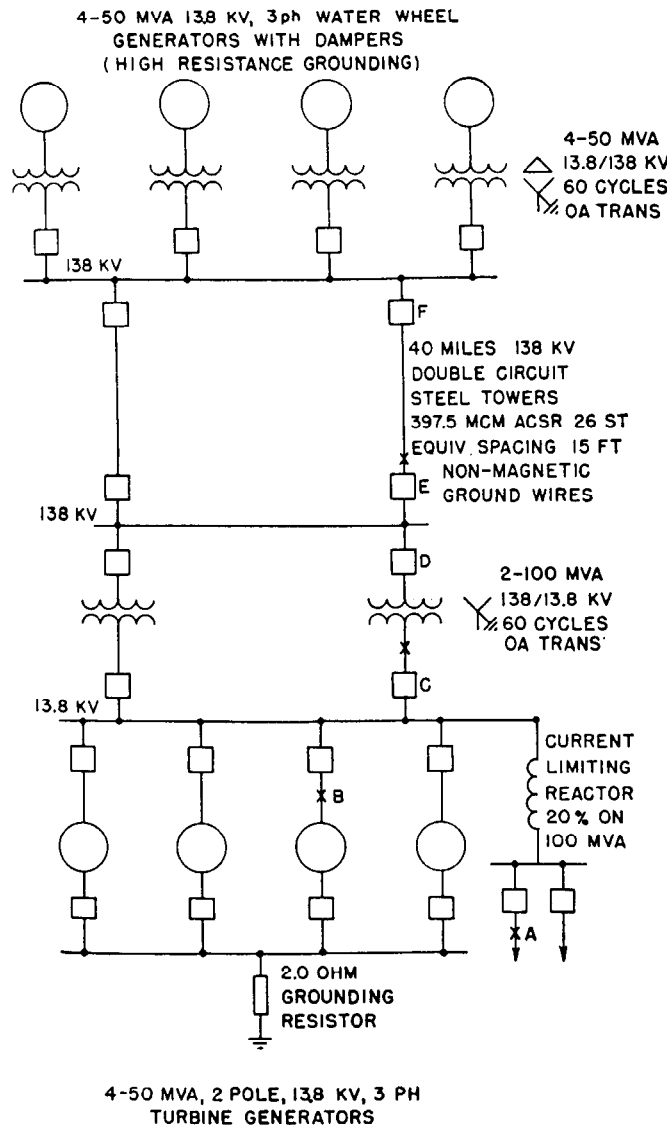 4-50 MVA 13.8 KV, 3ph WATER WHEEL
GENERATORS WITH DAMPERS
(HIGH RESISTANCE GROUNDING)
4-50 MVA
13.8/138 KV
60 CYCLES
OA TRANS
138 KV
F
40 MILES 138 KV
DOUBLE CIRCUIT
STEEL TOWERS
397.5 MCM ACSR 26 ST
EQUIV. SPACING 15 FT
NON-MAGNETIC
GROUND WIRES
E
138 KV
D
2-100 MVA
138/13.8 KV
60 CYCLES
OA TRANS
C
13.8 KV
CURRENT
LIMITING
REACTOR
20% ON
100 MVA
B
A
2.0 OHM
GROUNDING
RESISTOR
4-50 MVA, 2 POLE, 13.8 KV, 3 PH
TURBINE GENERATORS